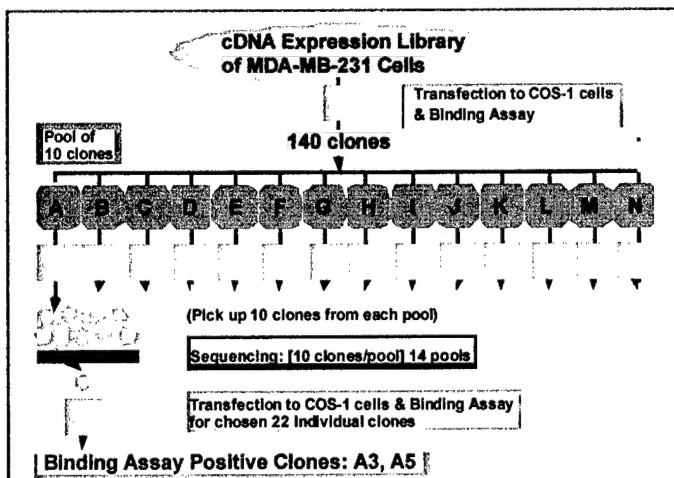 cDNA Expression Library
of MDA-MB-231 Cells
Transfection to COS-1 cells
& Binding Assay
Pool of
10 clones
140 clones
A B C D E F G H I J K L M N
(Pick up 10 clones from each pool)
Sequencing: [10 clones/pool] 14 pools
Transfection to COS-1 cells & Binding Assay
for chosen 22 Individual clones
Binding Assay Positive Clones: A3, A5